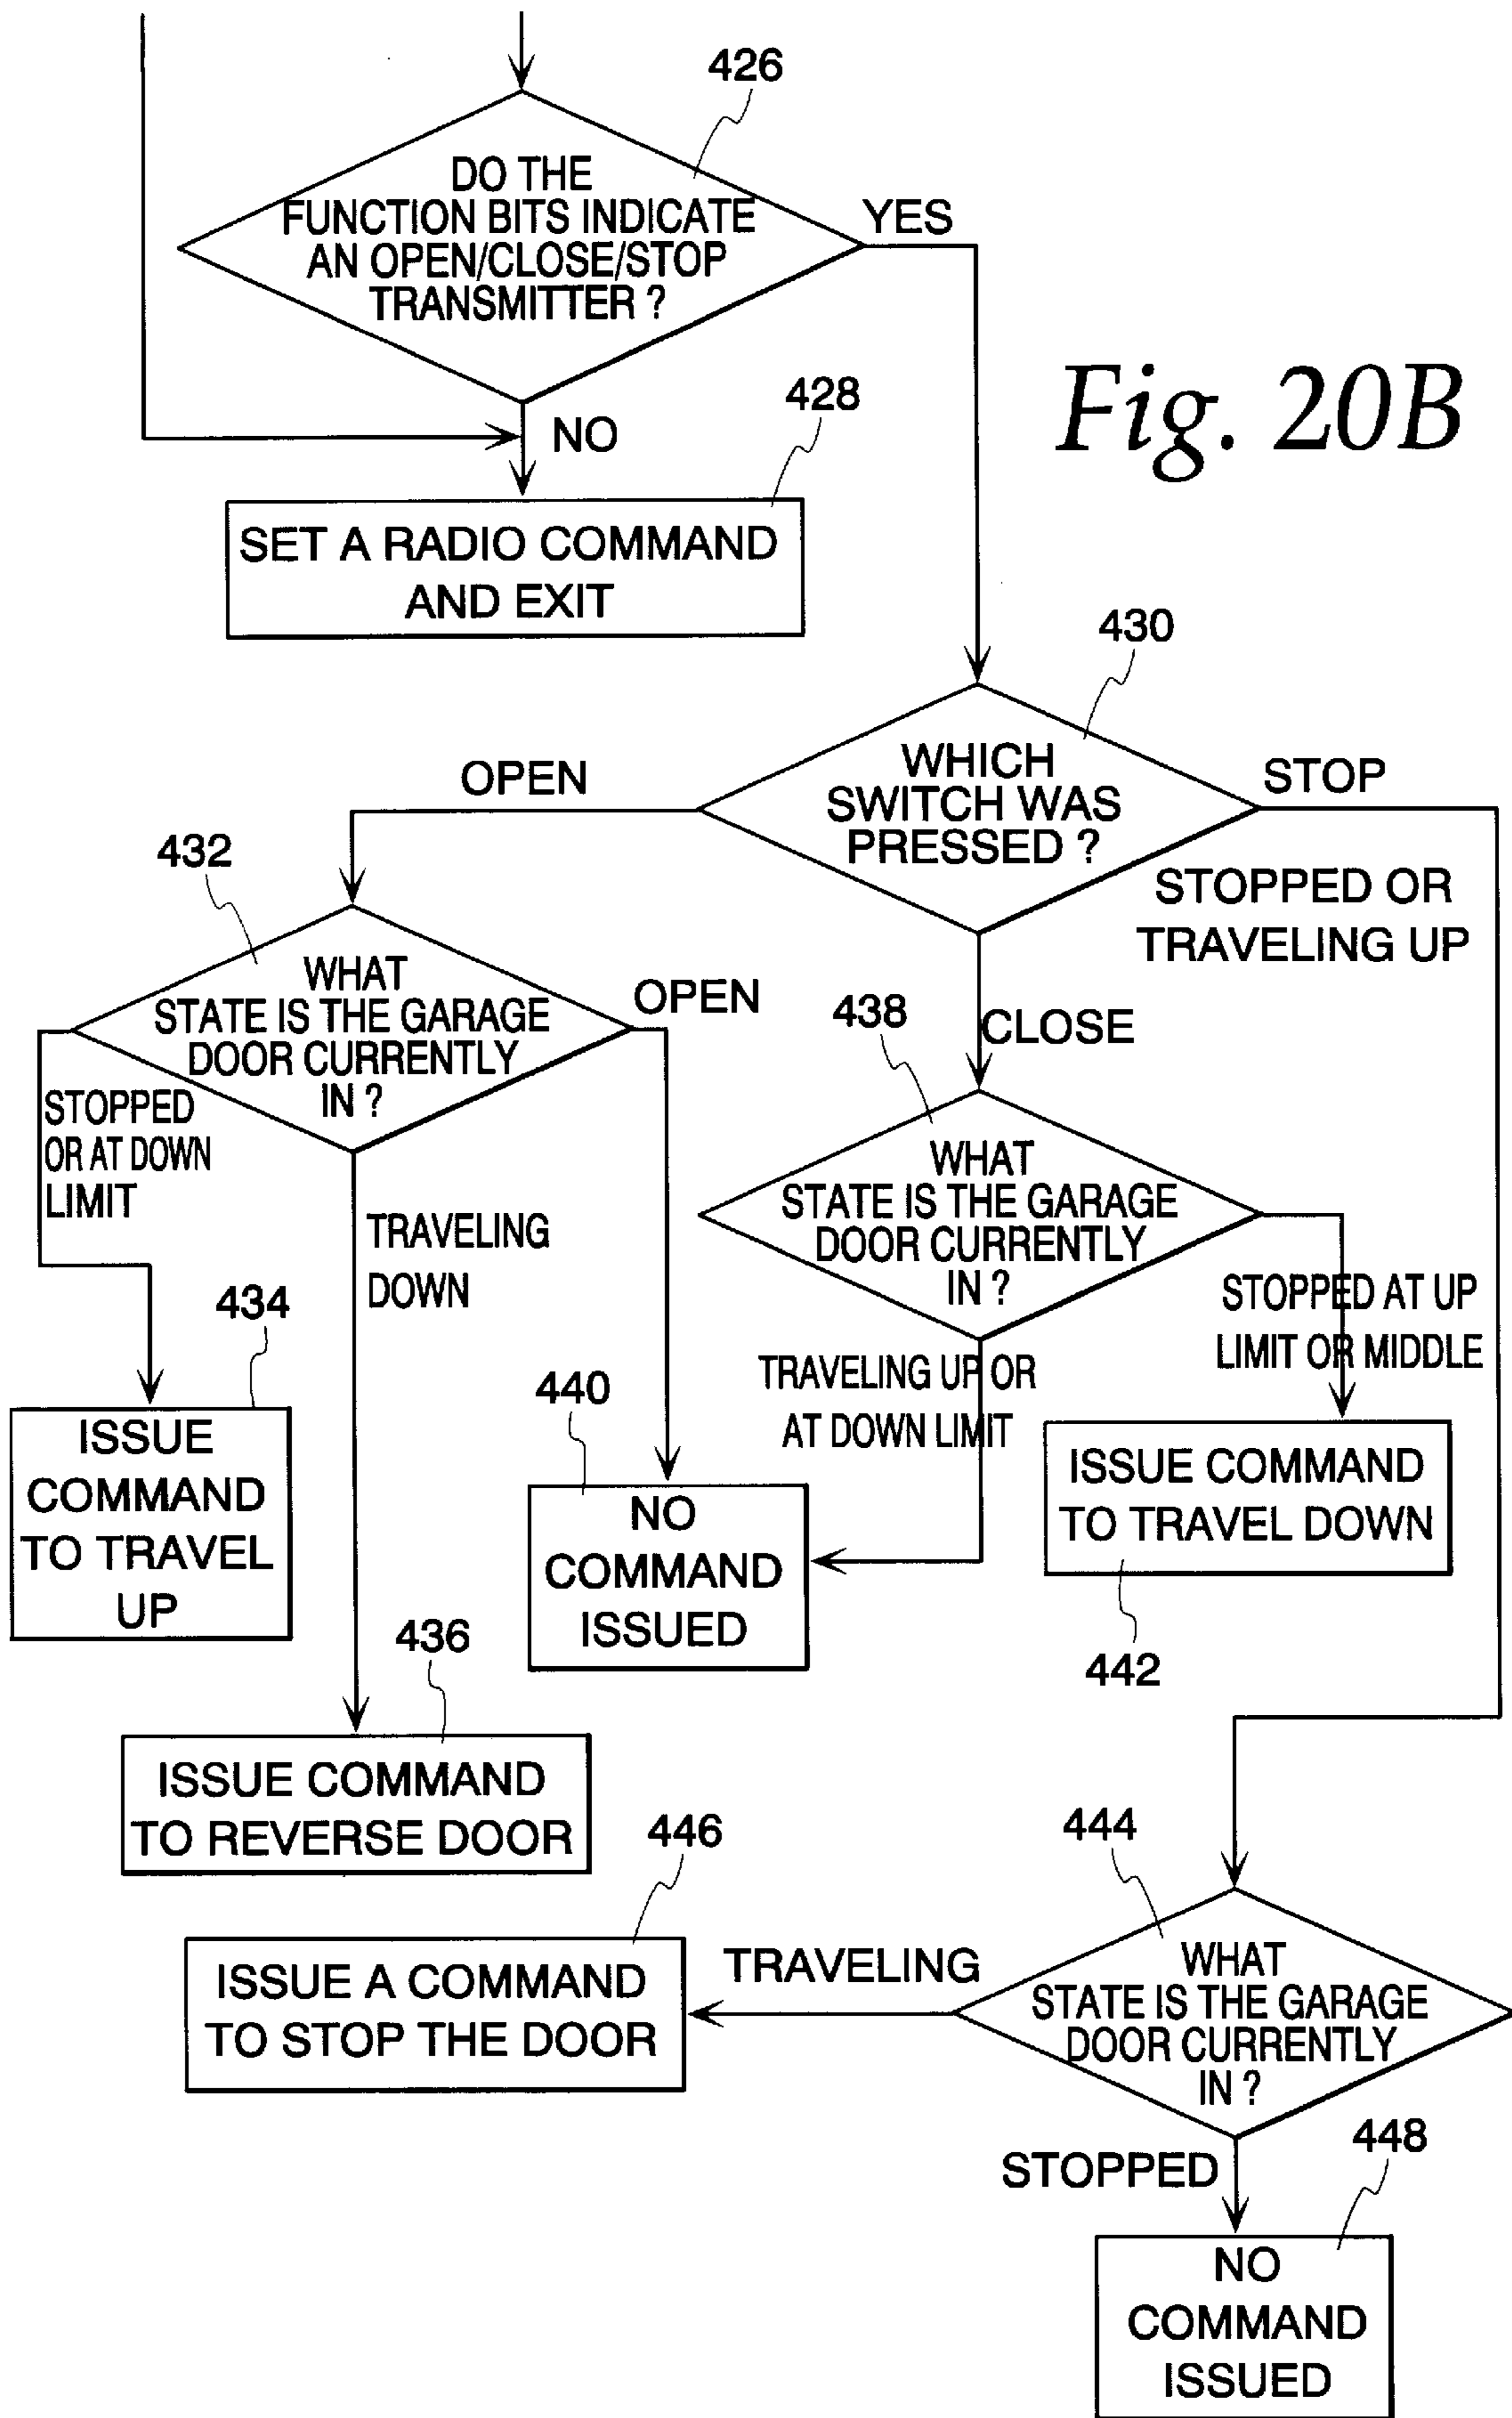 426
DO THE
FUNCTION BITS INDICATE
AN OPEN/CLOSE/STOP
TRANSMITTER ?
YES
Fig. 20B
NO
428
SET A RADIO COMMAND
AND EXIT
430
WHICH
SWITCH WAS
PRESSED ?
OPEN
STOP
STOPPED OR
TRAVELING UP
CLOSE
432
WHAT
STATE IS THE GARAGE
DOOR CURRENTLY
IN ?
OPEN
STOPPED
OR AT DOWN
LIMIT
TRAVELING
DOWN
434
ISSUE
COMMAND
TO TRAVEL
UP
436
ISSUE COMMAND
TO REVERSE DOOR
438
WHAT
STATE IS THE GARAGE
DOOR CURRENTLY
IN ?
TRAVELING UP OR
AT DOWN LIMIT
STOPPED AT UP
LIMIT OR MIDDLE
440
NO
COMMAND
ISSUED
ISSUE COMMAND
TO TRAVEL DOWN
442
444
WHAT
STATE IS THE GARAGE
DOOR CURRENTLY
IN ?
TRAVELING
446
ISSUE A COMMAND
TO STOP THE DOOR
STOPPED
448
NO
COMMAND
ISSUED